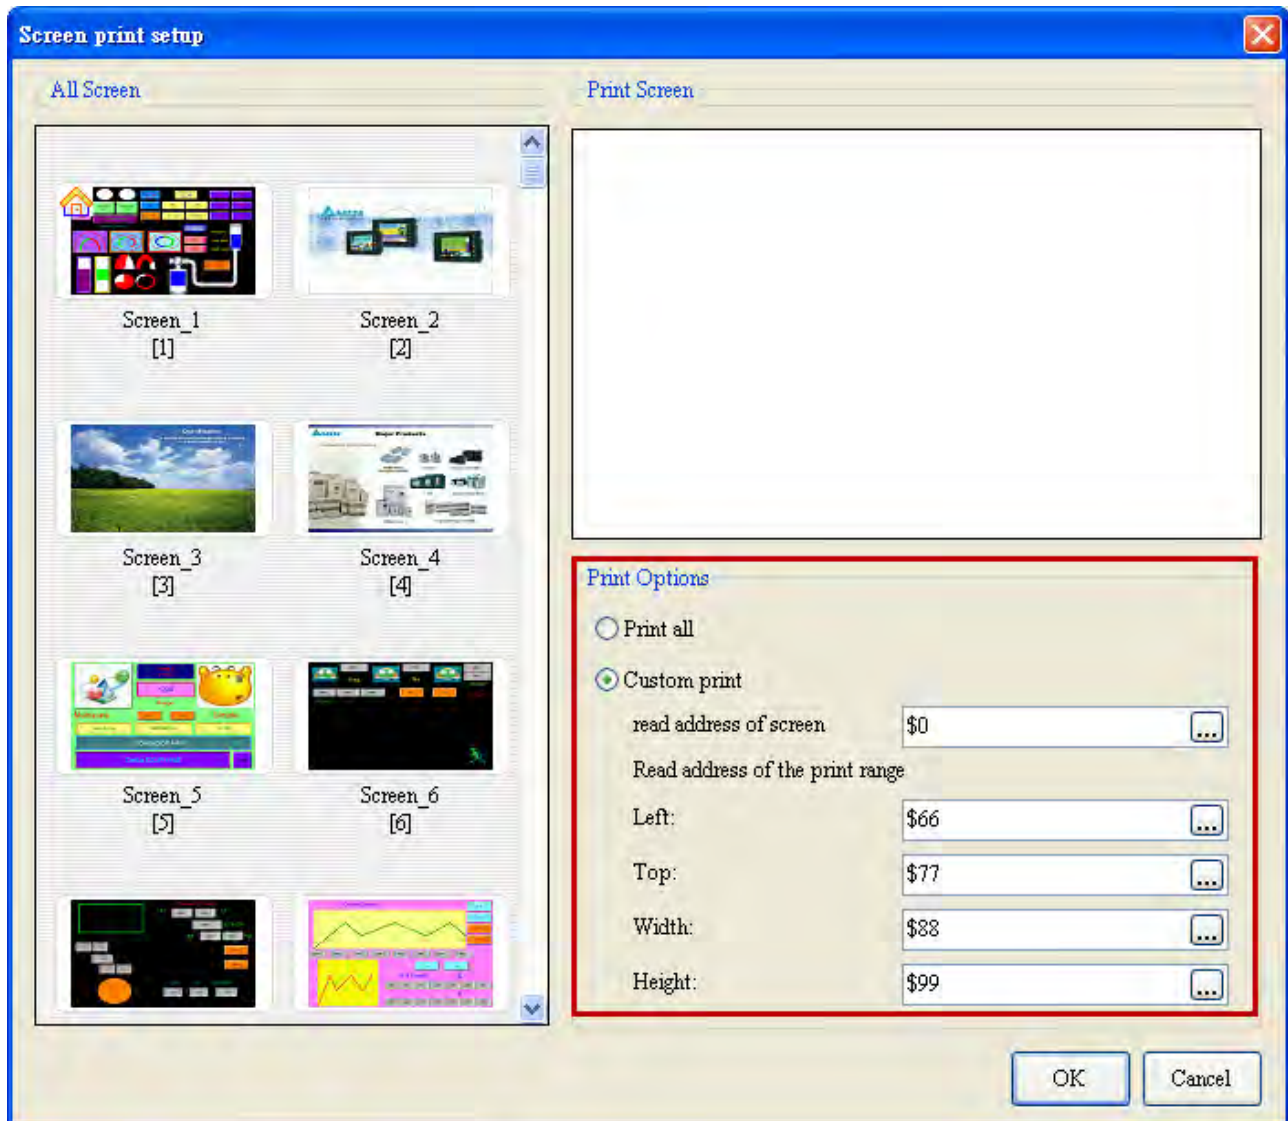 Screen print setup
All Screen
Screen_1
[1]
Screen_2
[2]
Screen_3
[3]
Major Products
Screen_4
[4]
Screen_5
[5]
Screen_6
[6]
Print Screen
Print Options
Print all
Custom print
read address of screen $0 ...
Read address of the print range
Left: $66 ...
Top: $77 ...
Width: $88 ...
Height: $99 ...
OK Cancel